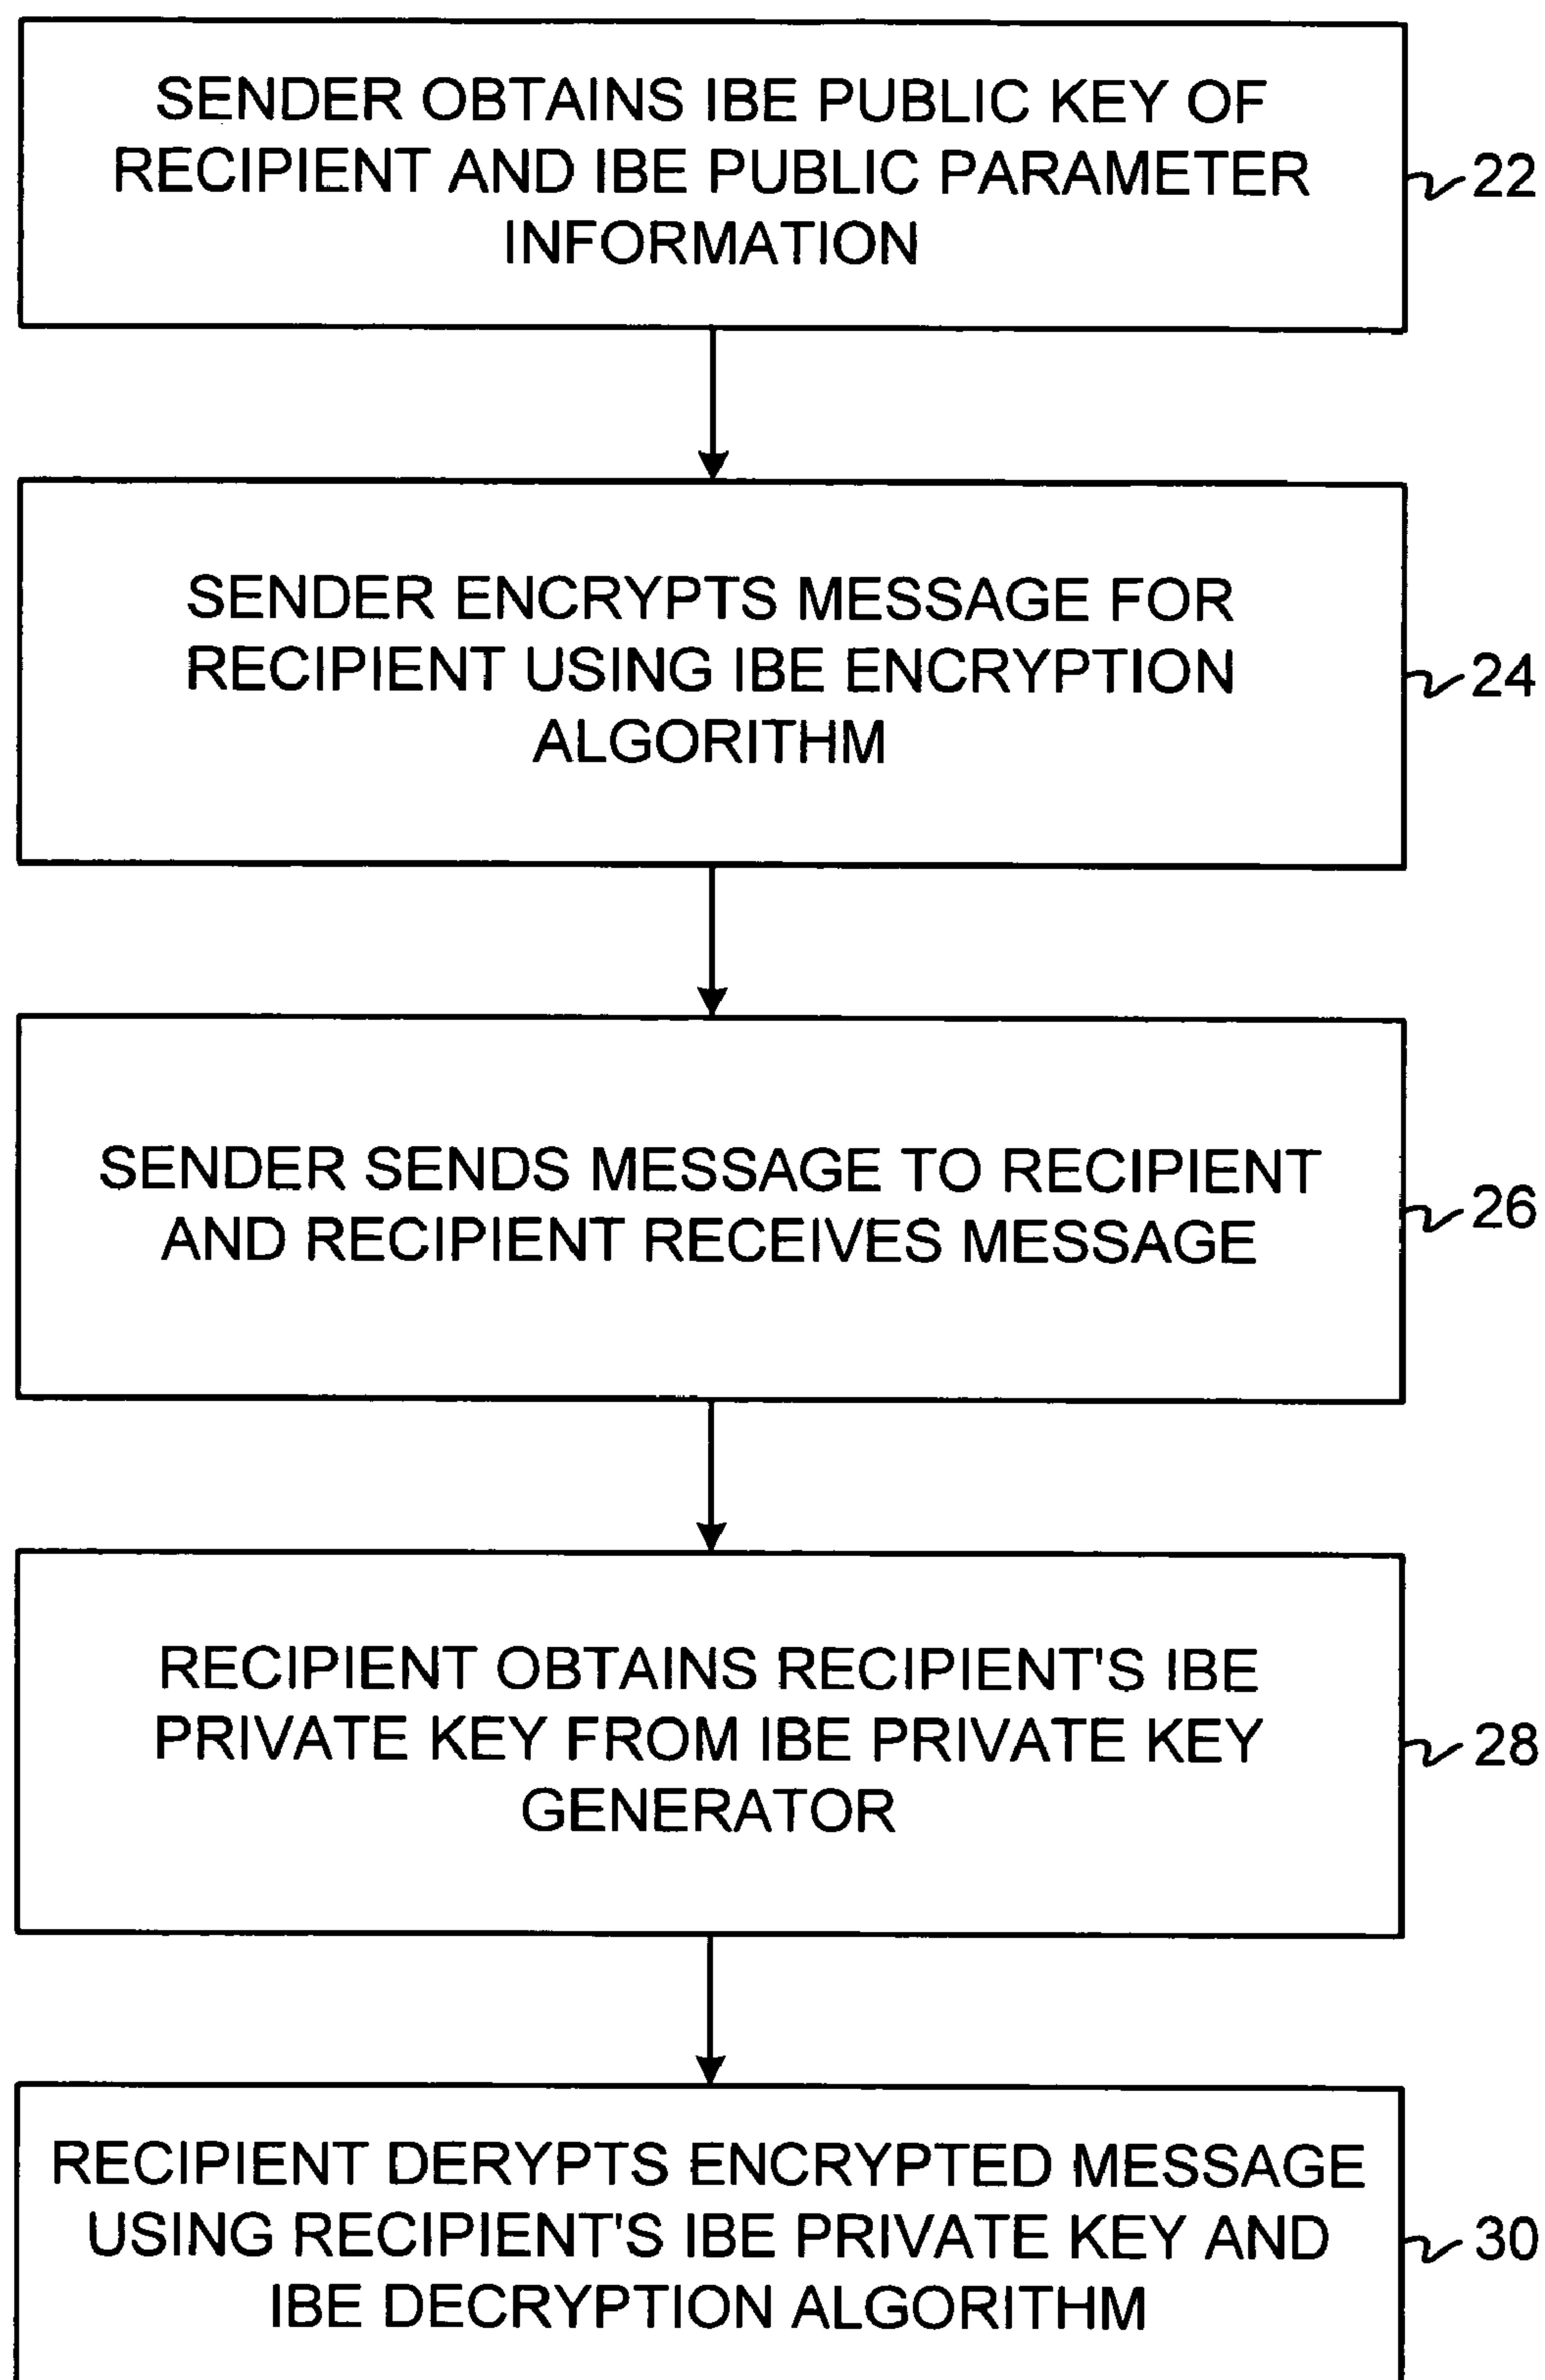 SENDER OBTAINS IBE PUBLIC KEY OF
RECIPIENT AND IBE PUBLIC PARAMETER
INFORMATION
22
SENDER ENCRYPTS MESSAGE FOR
RECIPIENT USING IBE ENCRYPTION
ALGORITHM
24
SENDER SENDS MESSAGE TO RECIPIENT
AND RECIPIENT RECEIVES MESSAGE
26
RECIPIENT OBTAINS RECIPIENT'S IBE
PRIVATE KEY FROM IBE PRIVATE KEY
GENERATOR
28
RECIPIENT DERYPTS ENCRYPTED MESSAGE
USING RECIPIENT'S IBE PRIVATE KEY AND
IBE DECRYPTION ALGORITHM
30